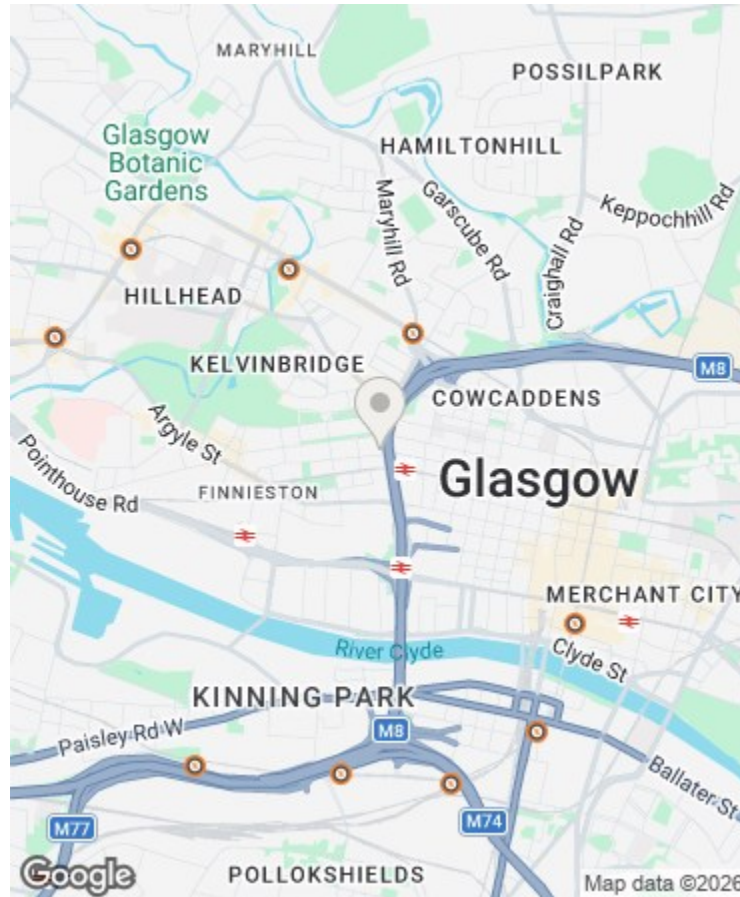 MARYHILL
POSSILPARK
Glasgow
Botanic
Gardens
HAMILTONHILL
Maryhill Rd
Garscube Rd
Keppochhill Rd
Craighall Rd
HILLHEAD
KELVINBRIDGE
M8
COWCADDENS
Argyle St
Pointhouse Rd
Glasgow
FINNIESTON
MERCHANT CITY
River Clyde
Clyde St
KINNING PARK
Paisley Rd W
M8
Ballater St
M77
M74
POLLOKSHIELDS
Google
Map data ©2026